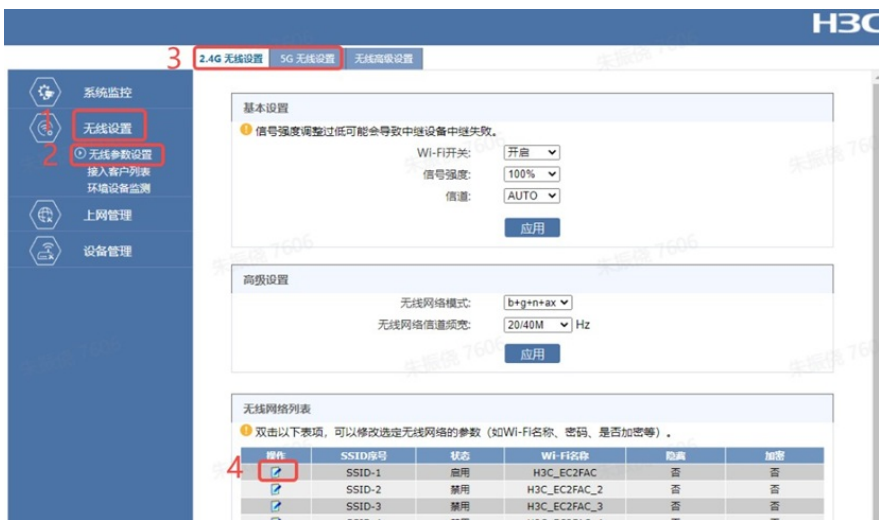 H3C
3
2.4G 无线设置 5G 无线设置 无线高级设置
系统监控
1
无线设置
2
无线参数设置
接入客户列表
环境设备监测
上网管理
设备管理
基本设置
信号强度调整过低可能会导致中继设备中继失败。
Wi-Fi开关: 开启
信号强度: 100%
信道: AUTO
应用
高级设置
无线网络模式: b+g+n+ax
无线网络信道频宽: 20/40M Hz
应用
无线网络列表
双击以下表项，可以修改选定无线网络的参数（如Wi-Fi名称、密码、是否加密等）.
操作 SSID序号 状态 Wi-Fi名称 隐藏 加密
4
SSID-1 启用 H3C_EC2FAC 否 否
SSID-2 禁用 H3C_EC2FAC_2 否 否
SSID-3 禁用 H3C_EC2FAC_3 否 否